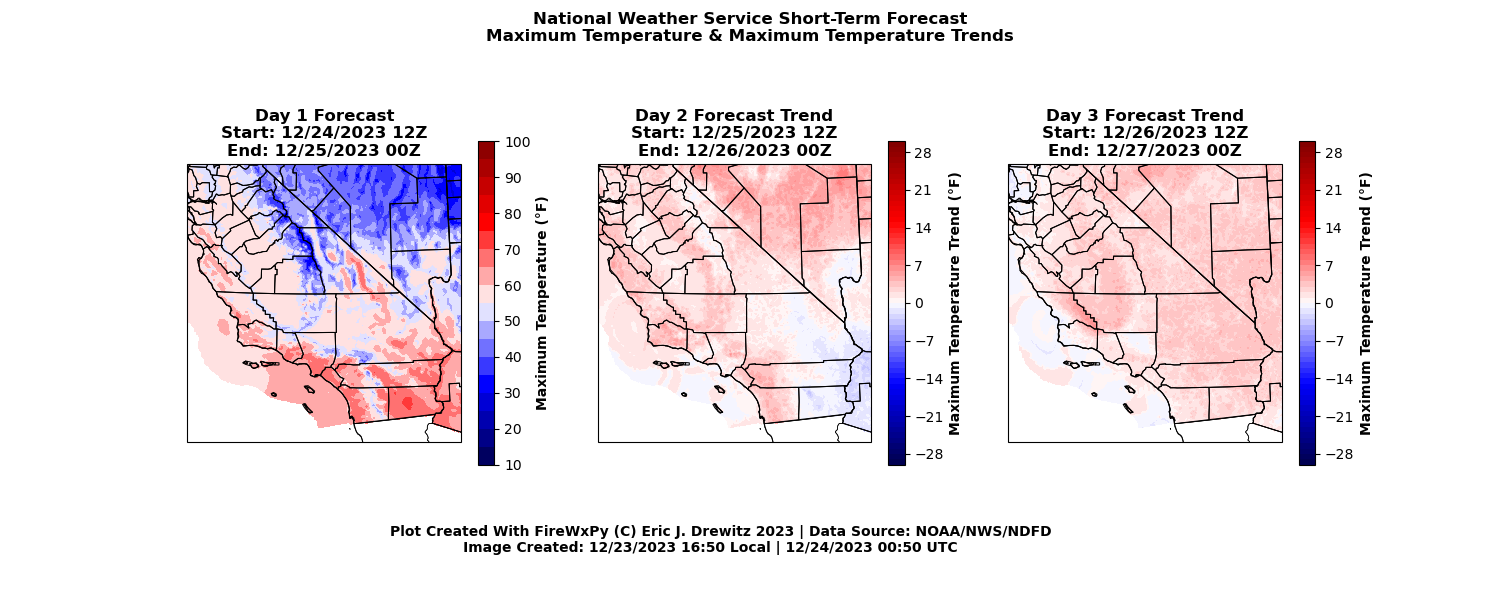 National Weather Service Short-Term Forecast
Maximum Temperature & Maximum Temperature Trends
Day 1 Forecast
Start: 12/24/2023 12Z
End: 12/25/2023 00Z
100
90
80
70
60
50
40
30
20
10
Maximum Temperature (°F)
Day 2 Forecast Trend
Start: 12/25/2023 12Z
End: 12/26/2023 00Z
28
21
14
7
0
−7
−14
−21
−28
Maximum Temperature Trend (°F)
Day 3 Forecast Trend
Start: 12/26/2023 12Z
End: 12/27/2023 00Z
28
21
14
7
0
−7
−14
−21
−28
Maximum Temperature Trend (°F)
Plot Created With FireWxPy (C) Eric J. Drewitz 2023 | Data Source: NOAA/NWS/NDFD
Image Created: 12/23/2023 16:50 Local | 12/24/2023 00:50 UTC